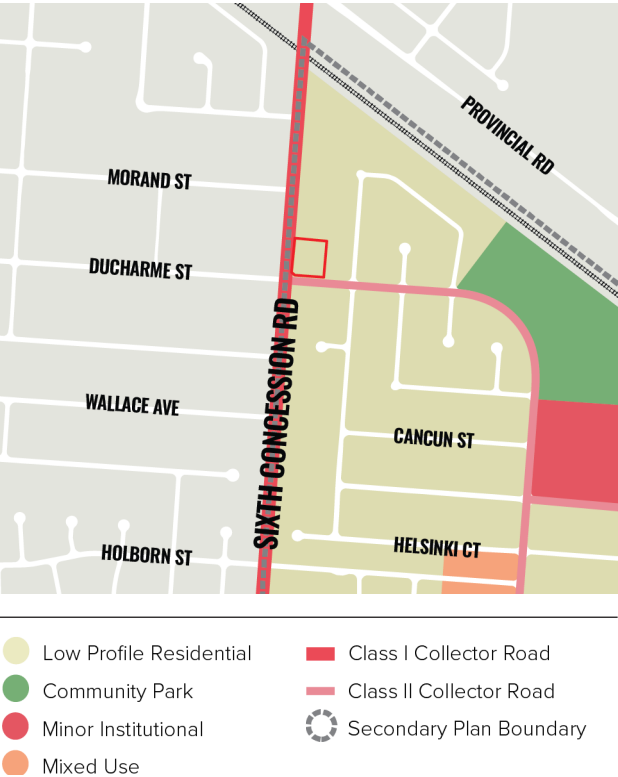 PROVINCIAL RD
MORAND ST
DUCHARME ST
SIXTH CONCESSION RD
WALLACE AVE
CANCUN ST
HELSINKI CT
HOLBORN ST
Low Profile Residential
Community Park
Minor Institutional
Mixed Use
Class I Collector Road
Class II Collector Road
Secondary Plan Boundary